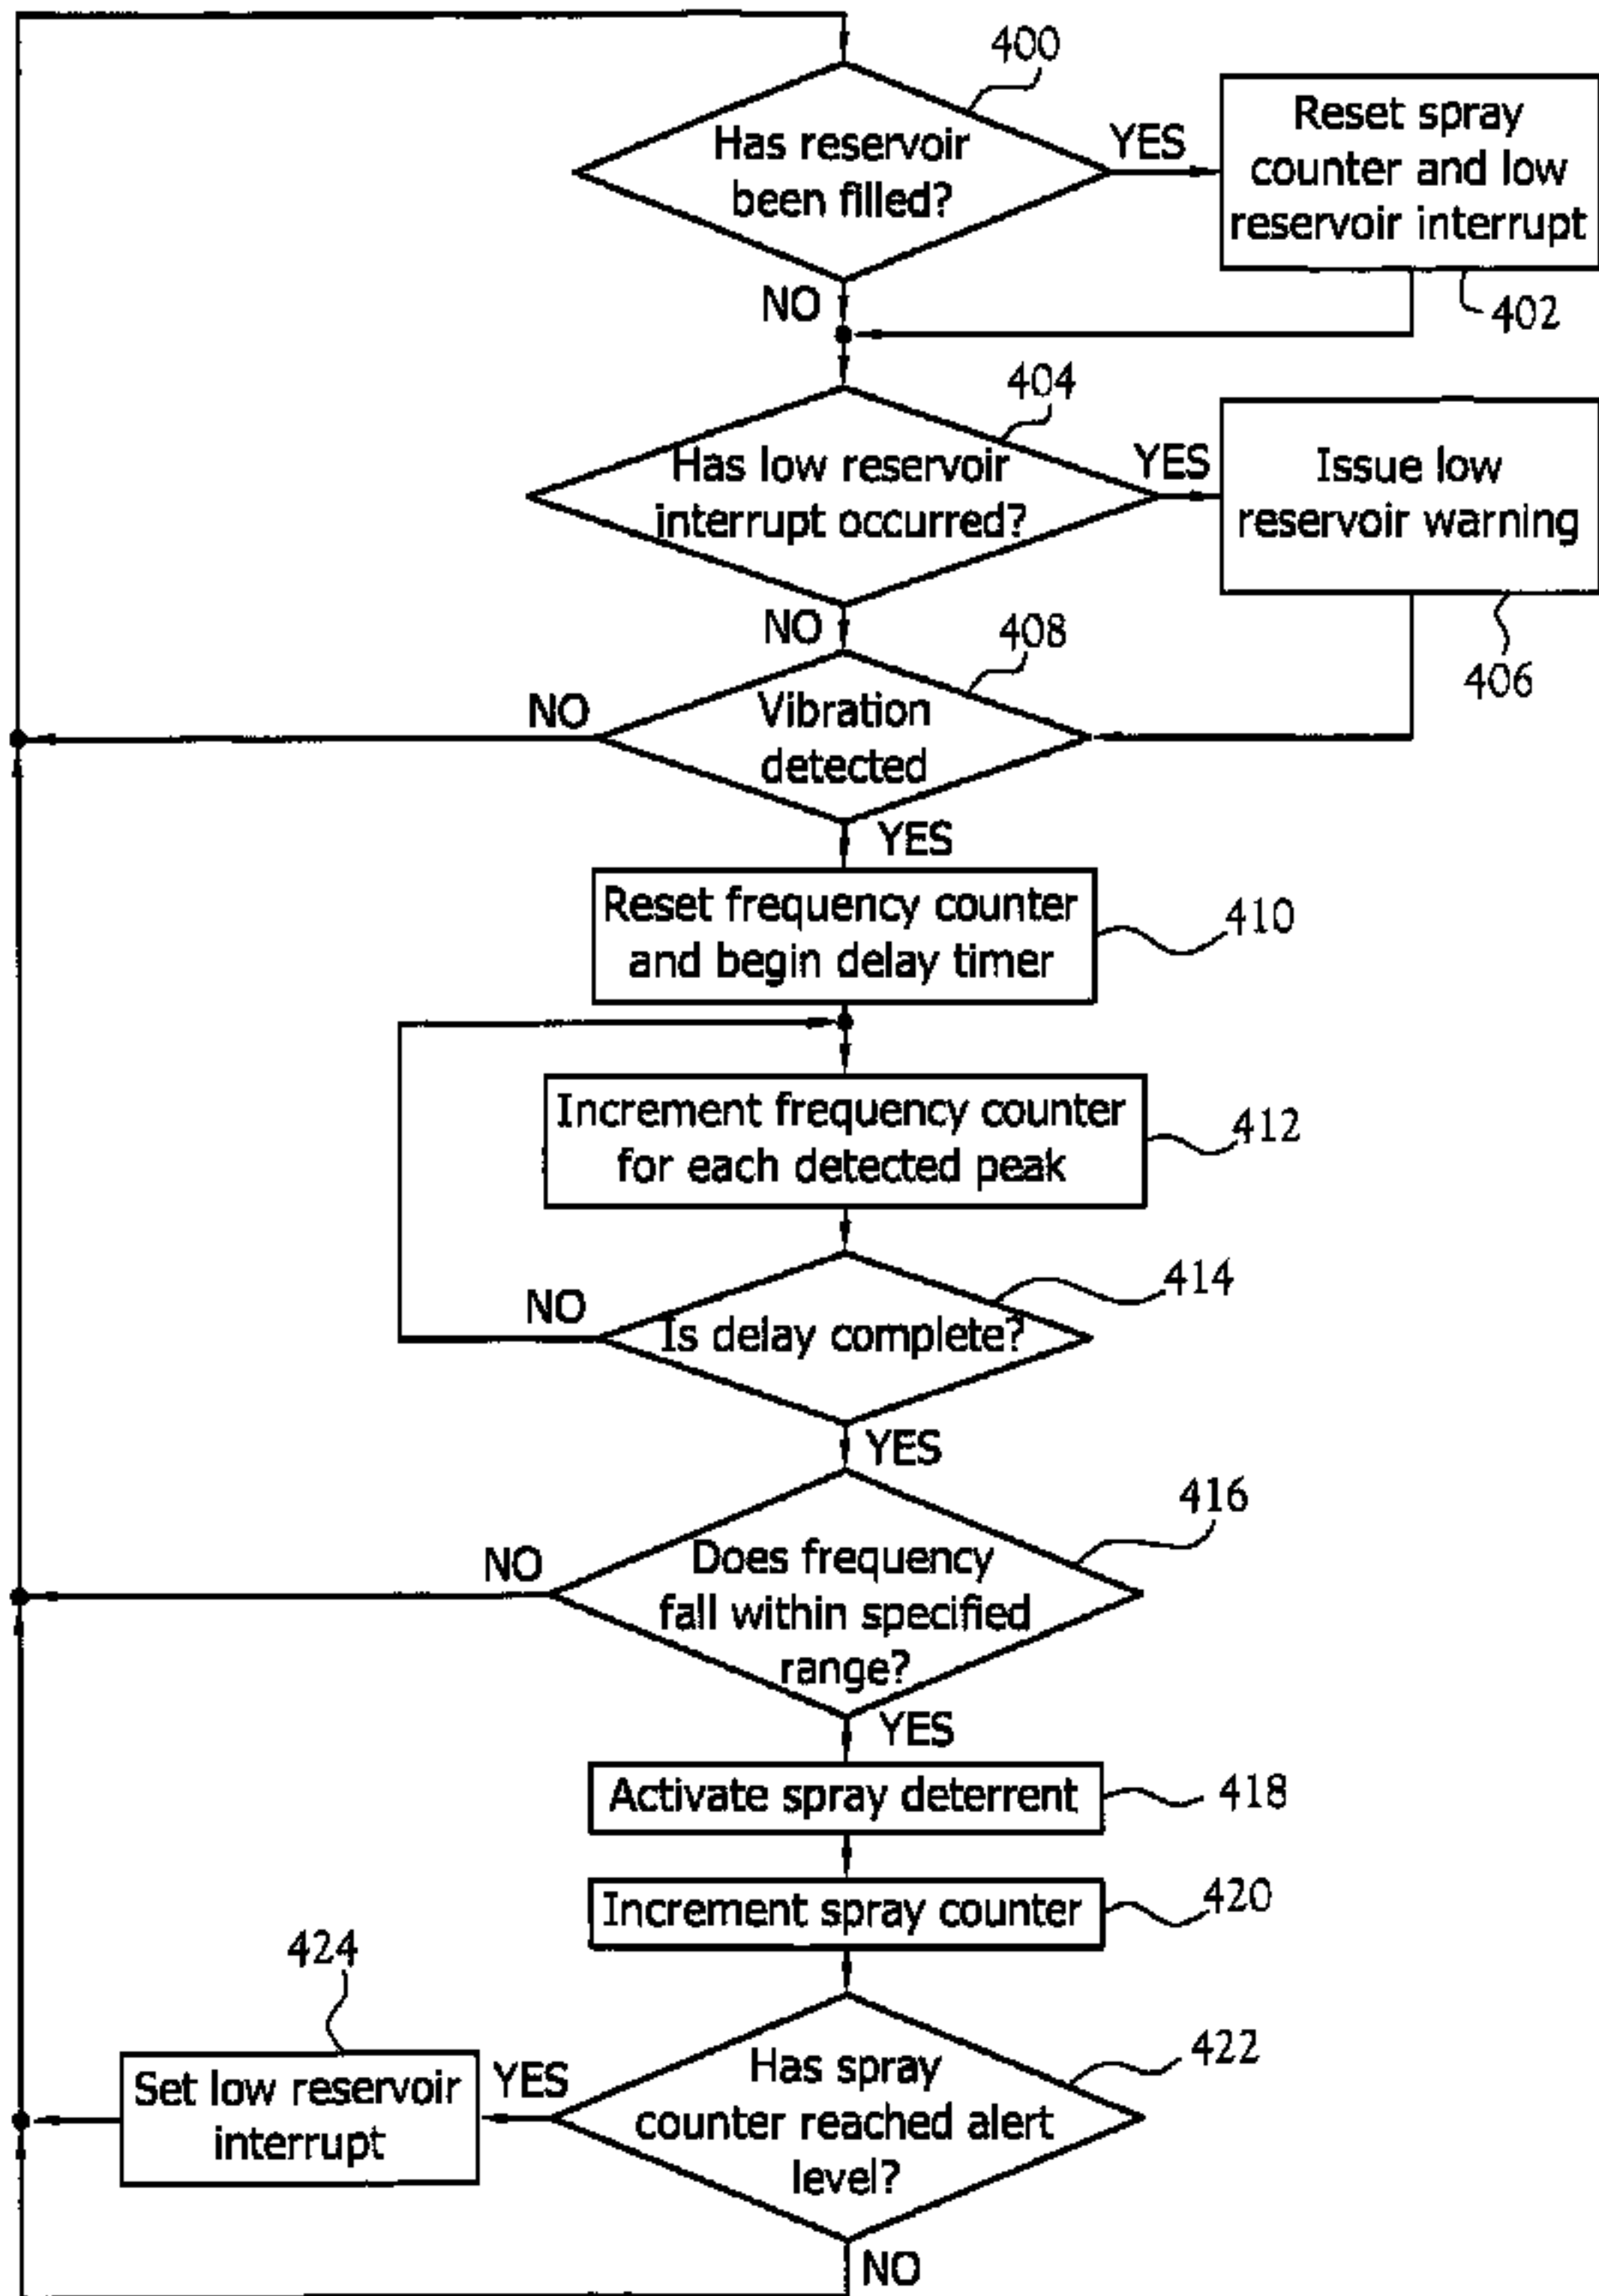 400
Has reservoir
been filled?
YES
Reset spray
counter and low
reservoir interrupt
402
NO
404
Has low reservoir
interrupt occurred?
YES
Issue low
reservoir warning
406
NO
408
Vibration
detected
NO
YES
Reset frequency counter
and begin delay timer
410
Increment frequency counter
for each detected peak
412
414
Is delay complete?
NO
YES
416
Does frequency
fall within specified
range?
NO
YES
Activate spray deterrent
418
Increment spray counter
420
422
Has spray
counter reached alert
level?
YES
424
Set low reservoir
interrupt
NO